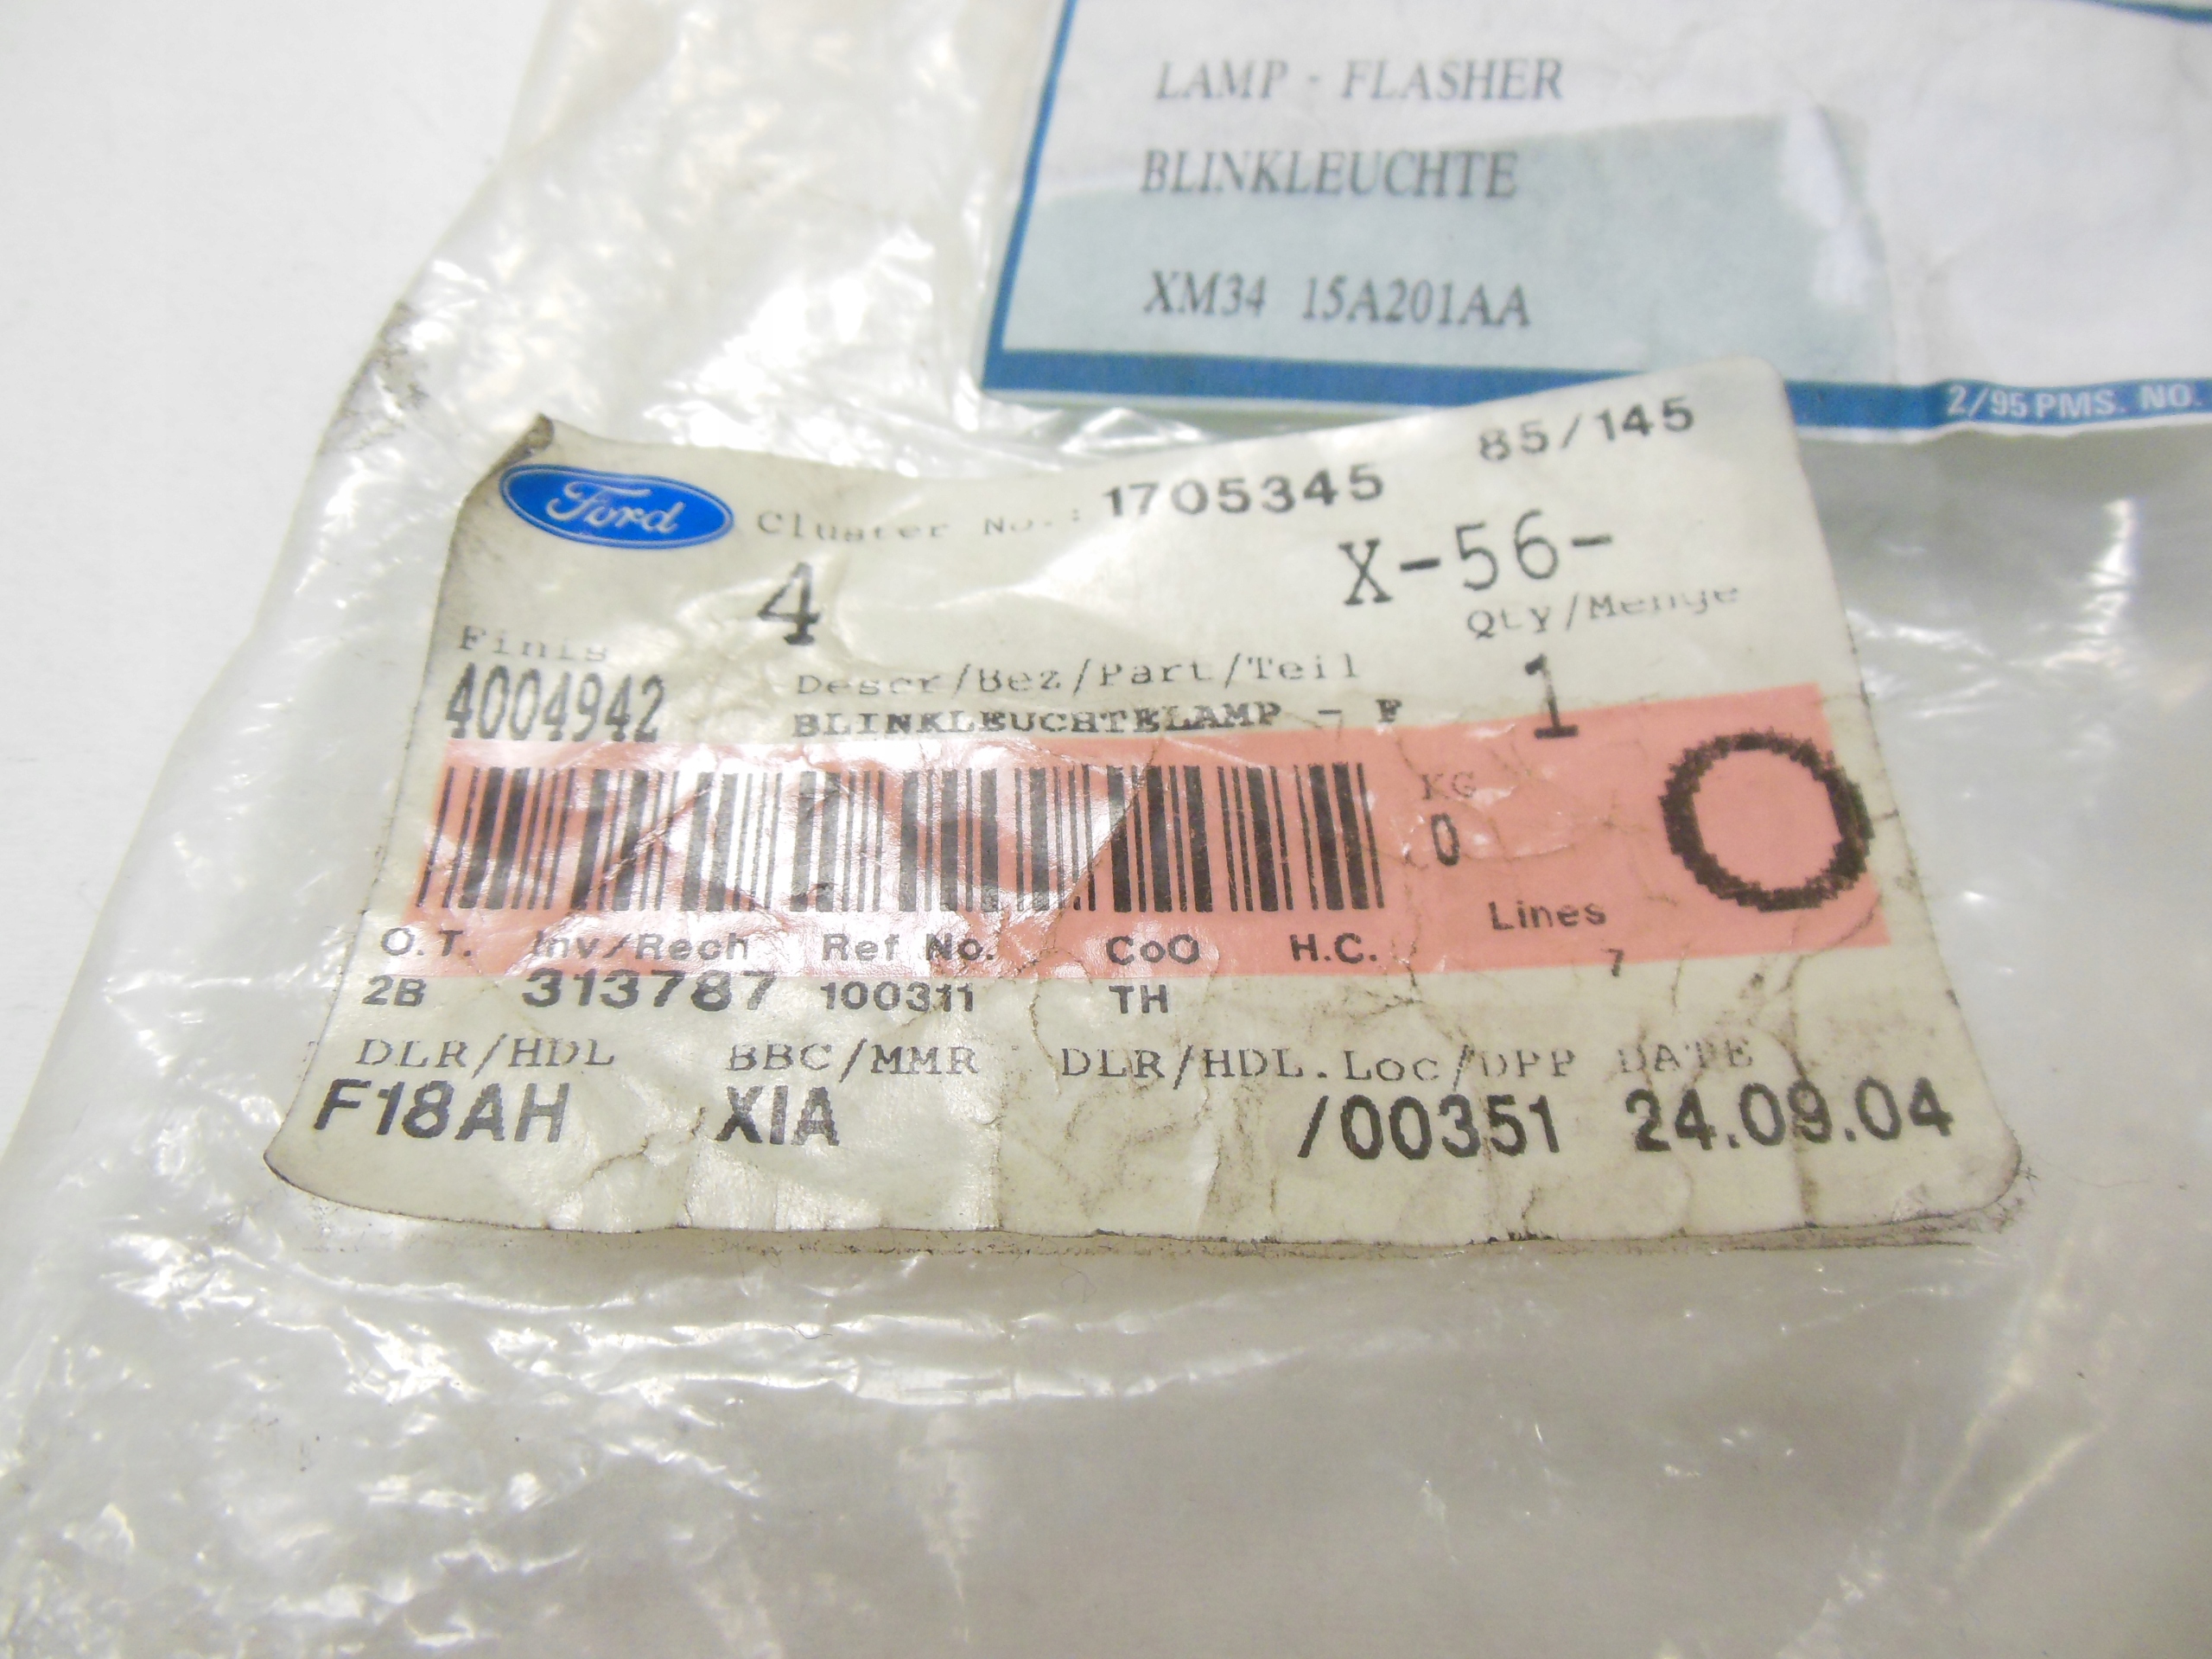 LAMP - FLASHER
BLINKLEUCHTE
XM34 15A201AA
2/95 PMS. NO.
Ford Cluster No.: 1705345 85/145
4 X-56-
Finis Descr/Bez/Part/Teil Qty/Menge
4004942 BLINKLEUCHTELAMP - F 1
KG
0
Lines
O.T. Inv/Rech Ref No. CoO H.C. 7
2B 313787 100311 TH
DLR/HDL BBC/MMR DLR/HDL.Loc/DPP DATE
F18AH XIA /00351 24.09.04